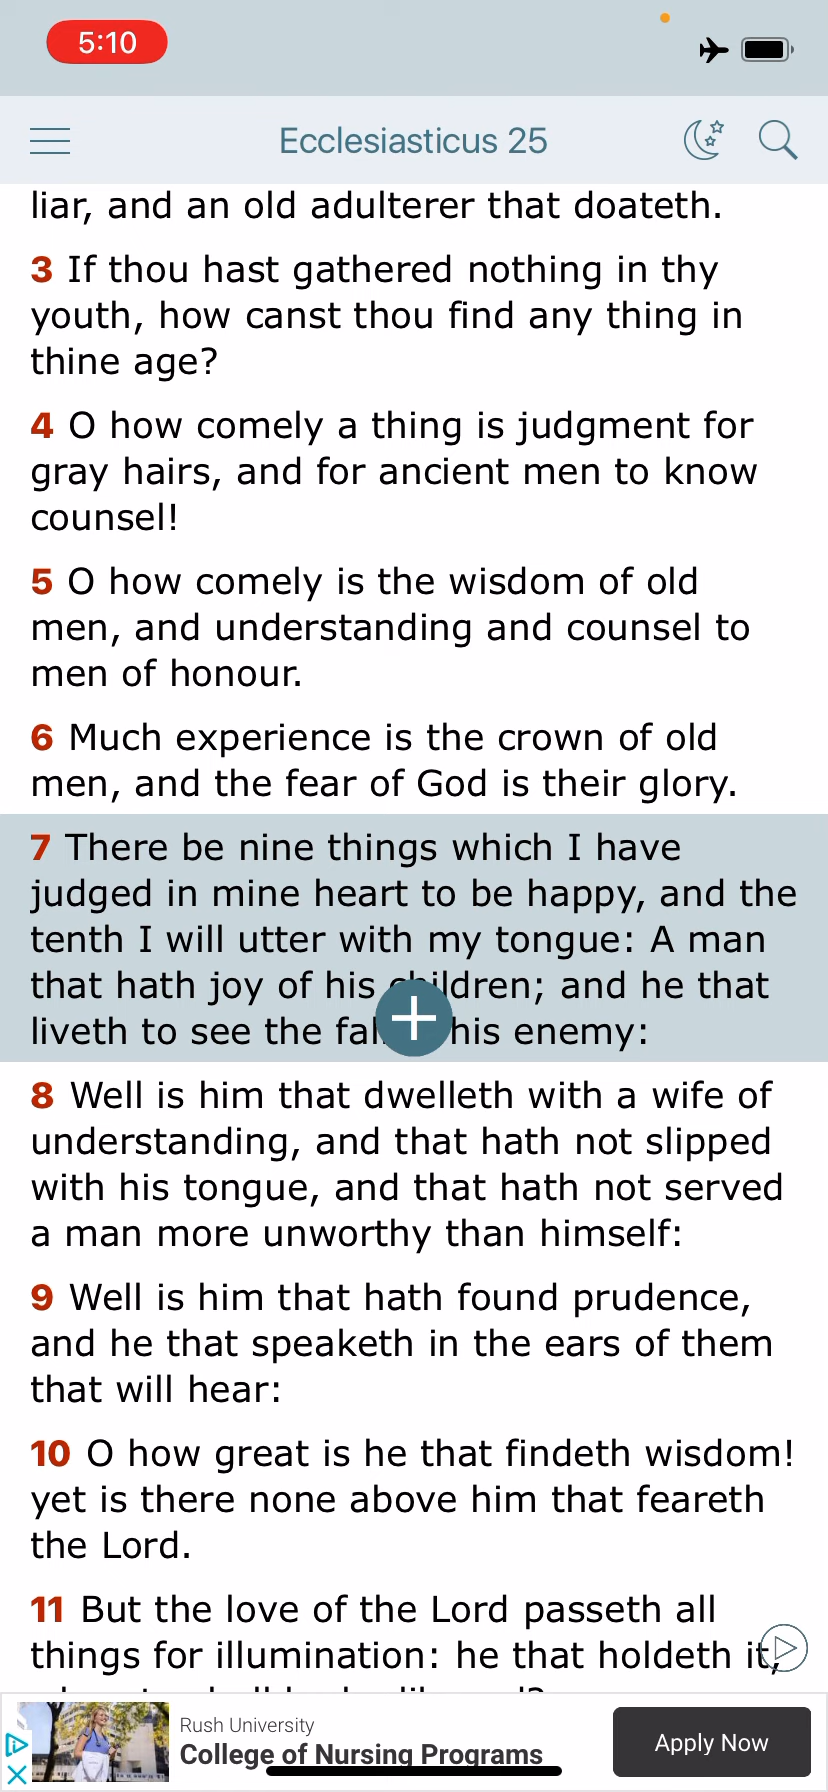 5:10
Ecclesiasticus 25
liar, and an old adulterer that doateth.
3 If thou hast gathered nothing in thy
youth, how canst thou find any thing in
thine age?
4 O how comely a thing is judgment for
gray hairs, and for ancient men to know
counsel!
5 O how comely is the wisdom of old
men, and understanding and counsel to
men of honour.
6 Much experience is the crown of old
men, and the fear of God is their glory.
7 There be nine things which I have
judged in mine heart to be happy, and the
tenth I will utter with my tongue: A man
that hath joy of his children; and he that
liveth to see the fal his enemy:
8 Well is him that dwelleth with a wife of
understanding, and that hath not slipped
with his tongue, and that hath not served
a man more unworthy than himself:
9 Well is him that hath found prudence,
and he that speaketh in the ears of them
that will hear:
10 O how great is he that findeth wisdom!
yet is there none above him that feareth
the Lord.
11 But the love of the Lord passeth all
things for illumination: he that holdeth it,
Rush University
College of Nursing Programs
Apply Now